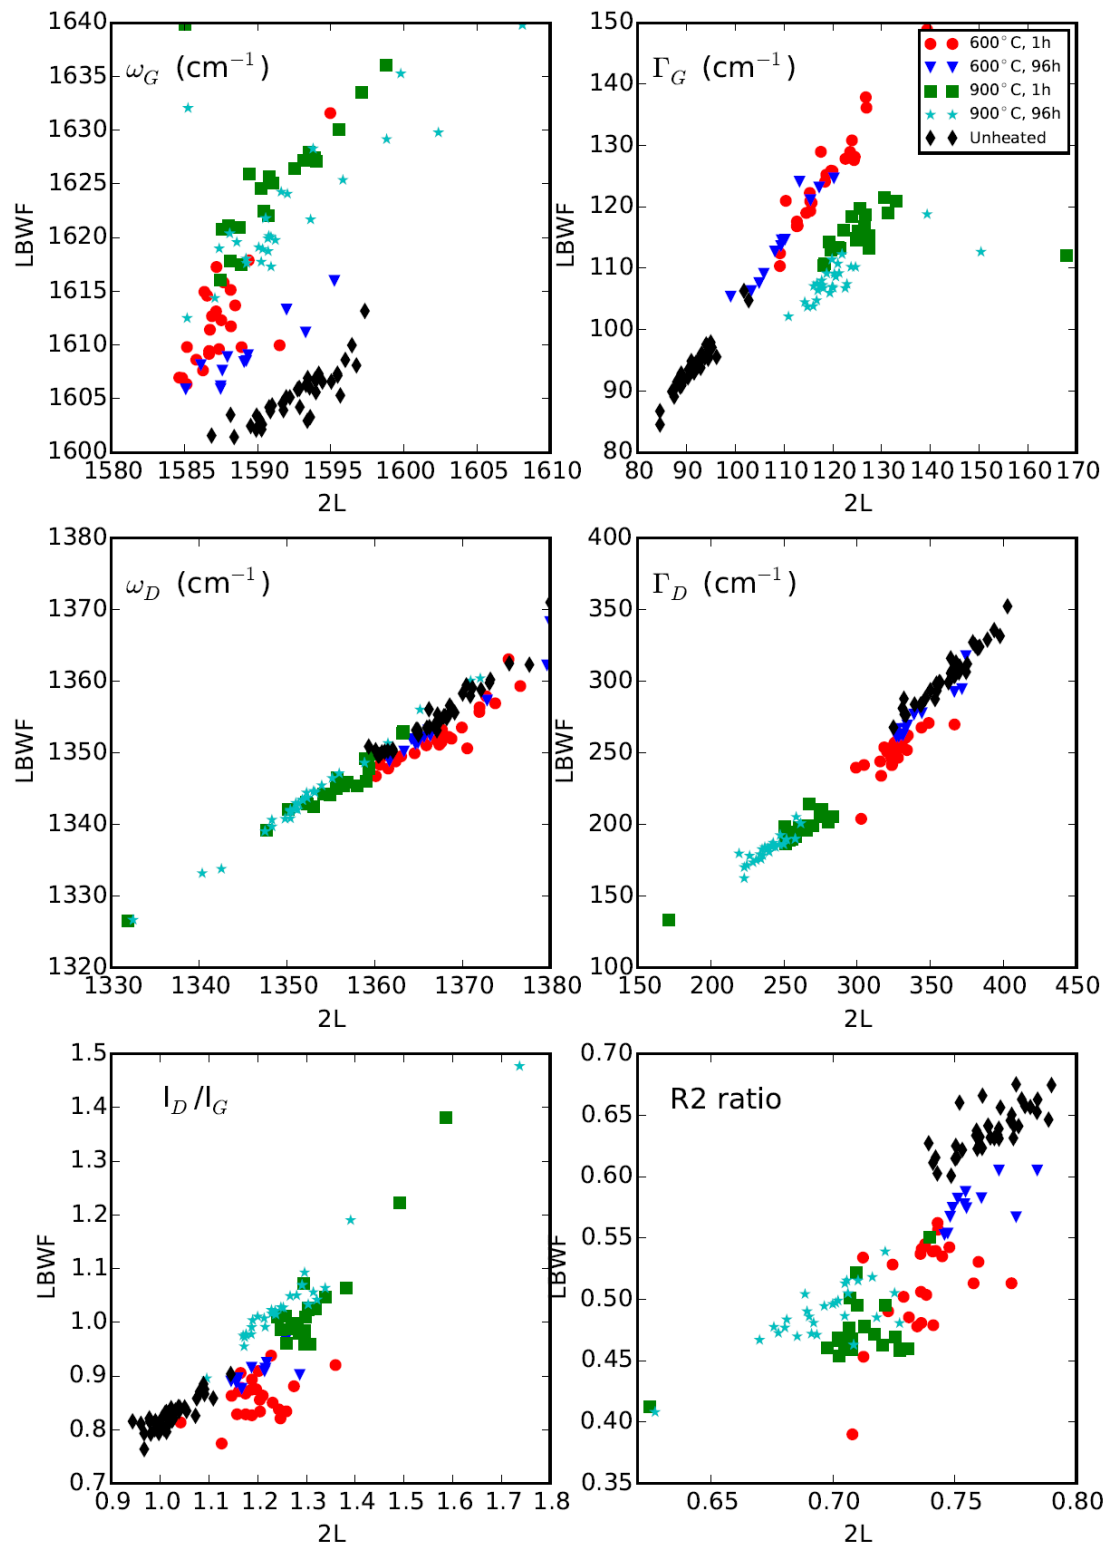 ω_G (cm⁻¹)
1640
1635
1630
1625
1620
1615
1610
1605
1600
LBWF
1580 1585 1590 1595 1600 1605 1610
2L
Γ_G (cm⁻¹)
600°C, 1h
600°C, 96h
900°C, 1h
900°C, 96h
Unheated
150
140
130
120
110
100
90
80
LBWF
80 90 100 110 120 130 140 150 160 170
2L
ω_D (cm⁻¹)
1380
1370
1360
1350
1340
1330
1320
LBWF
1330 1340 1350 1360 1370 1380
2L
Γ_D (cm⁻¹)
400
350
300
250
200
150
100
LBWF
150 200 250 300 350 400 450
2L
I_D/I_G
1.5
1.4
1.3
1.2
1.1
1.0
0.9
0.8
0.7
LBWF
0.9 1.0 1.1 1.2 1.3 1.4 1.5 1.6 1.7 1.8
2L
R2 ratio
0.70
0.65
0.60
0.55
0.50
0.45
0.40
0.35
LBWF
0.65 0.70 0.75 0.80
2L